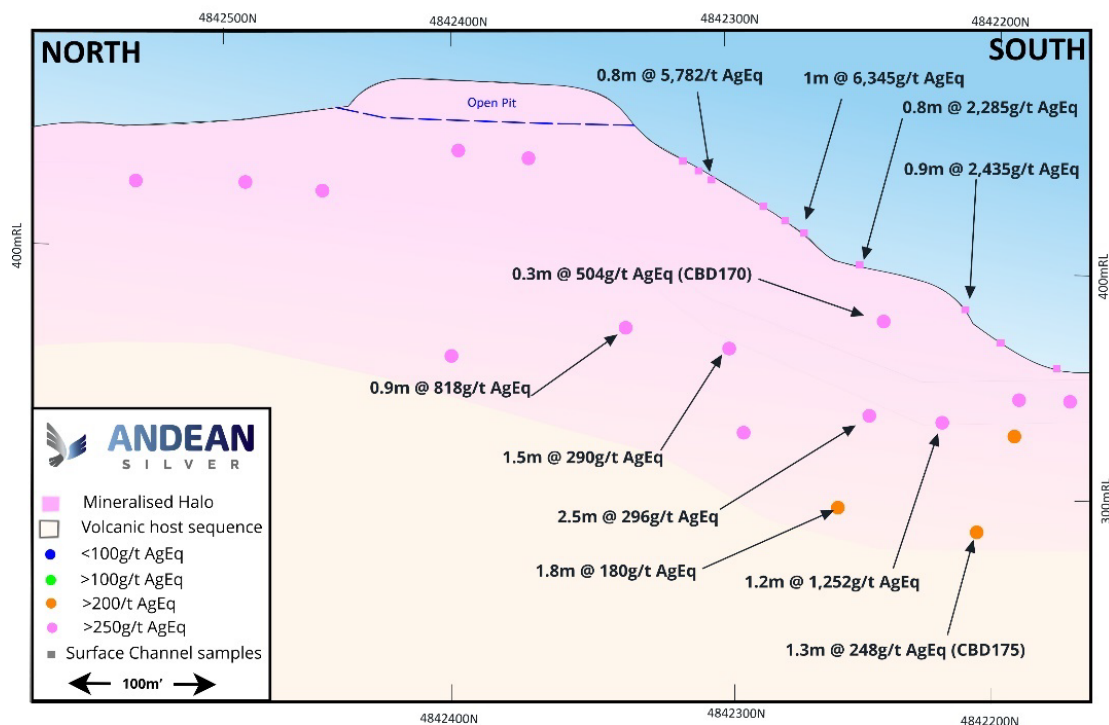 4842500N
4842400N
4842300N
4842200N
NORTH
SOUTH
0.8m @ 5,782/t AgEq
1m @ 6,345g/t AgEq
0.8m @ 2,285g/t AgEq
0.9m @ 2,435g/t AgEq
Open Pit
400mRL
400mRL
0.3m @ 504g/t AgEq (CBD170)
0.9m @ 818g/t AgEq
1.5m @ 290g/t AgEq
2.5m @ 296g/t AgEq
300mRL
1.8m @ 180g/t AgEq
1.2m @ 1,252g/t AgEq
1.3m @ 248g/t AgEq (CBD175)
ANDEAN
SILVER
Mineralised Halo
Volcanic host sequence
<100g/t AgEq
>100g/t AgEq
>200/t AgEq
>250g/t AgEq
Surface Channel samples
100m'
4842400N
4842300N
4842200N